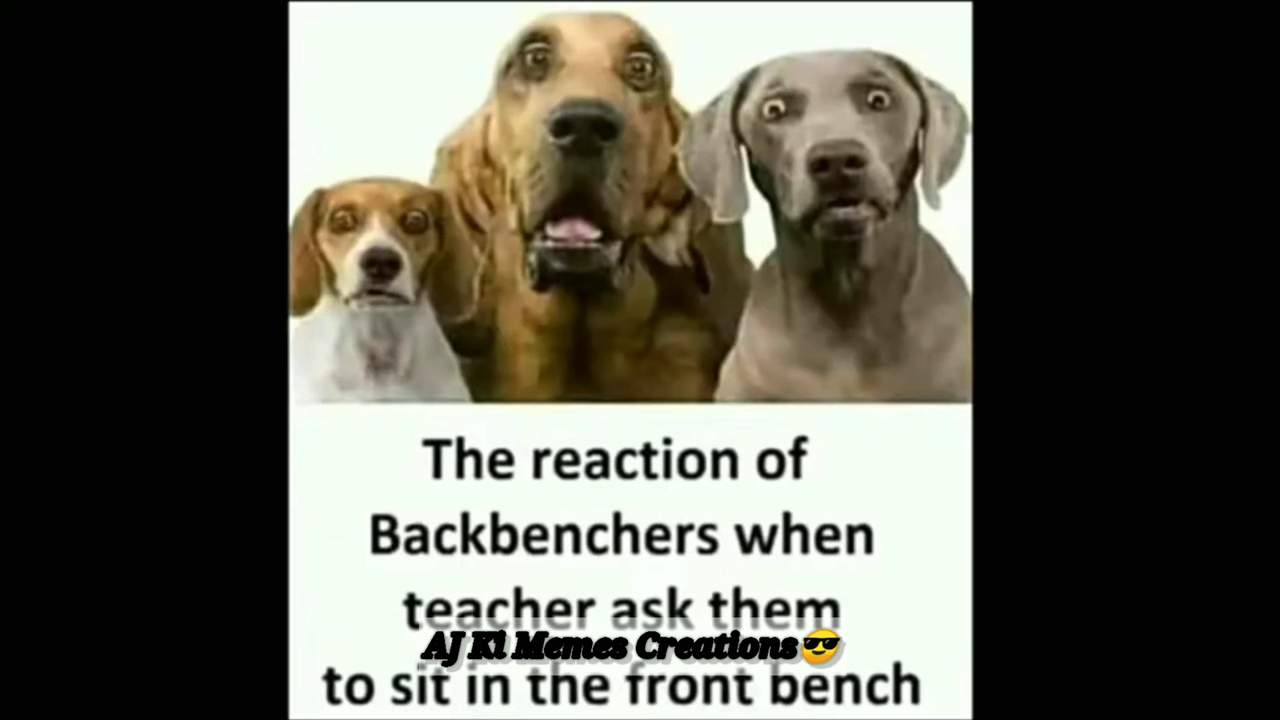 The reaction of
Backbenchers when
teacher ask them
AJ Ki Memes Creations😎
to sit in the front bench